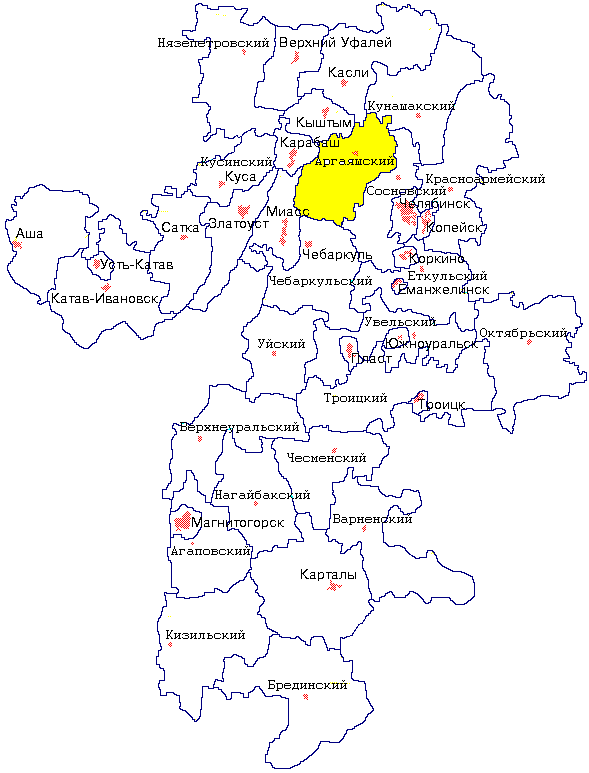 Нязепетровский
Верхний Уфалей
Касли
Кунашакский
Кыштым
Карабаш
Аргаяшский
Кусинский
Куса
Красноармейский
Сосновский
Челябинск
Миасс
Златоуст
Сатка
Копейск
Аша
Чебаркуль
Коркино
Усть-Катав
Еткульский
Чебаркульский
Еманжелинск
Катав-Ивановск
Увельский
Октябрьский
Уйский
Южноуральск
Пласт
Троицкий
Троицк
Верхнеуральский
Чесменский
Нагайбакский
Магнитогорск
Варненский
Агаповский
Карталы
Кизильский
Брединский